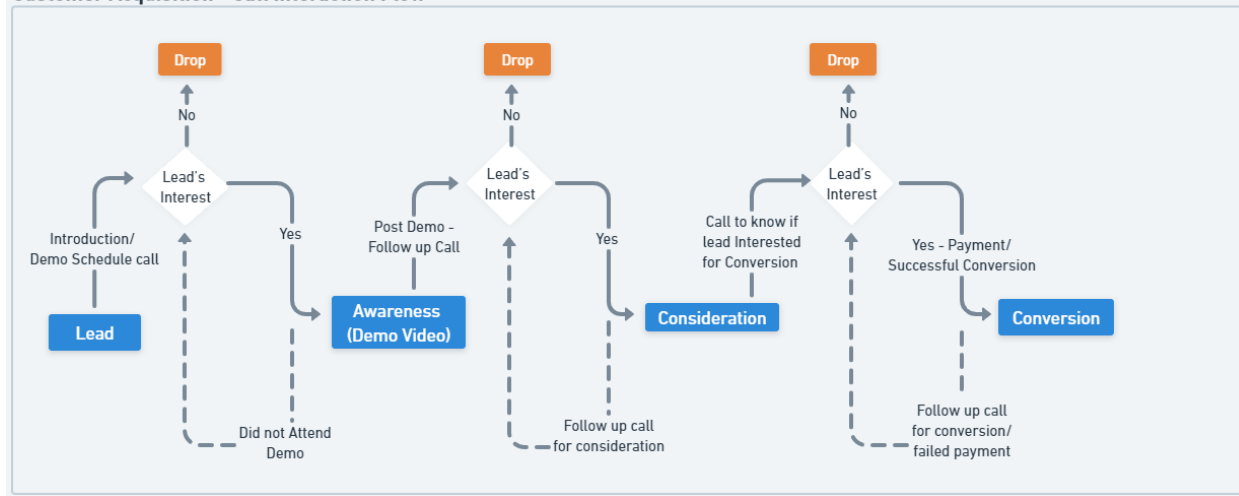 Drop
No
Lead's
Interest
Introduction/
Demo Schedule call
Lead
Yes
Did not Attend
Demo
Awareness
(Demo Video)
Post Demo -
Follow up Call
Drop
No
Lead's
Interest
Yes
Follow up call
for consideration
Consideration
Call to know if
lead Interested
for Conversion
Drop
No
Lead's
Interest
Yes - Payment/
Successful Conversion
Conversion
Follow up call
for conversion/
failed payment